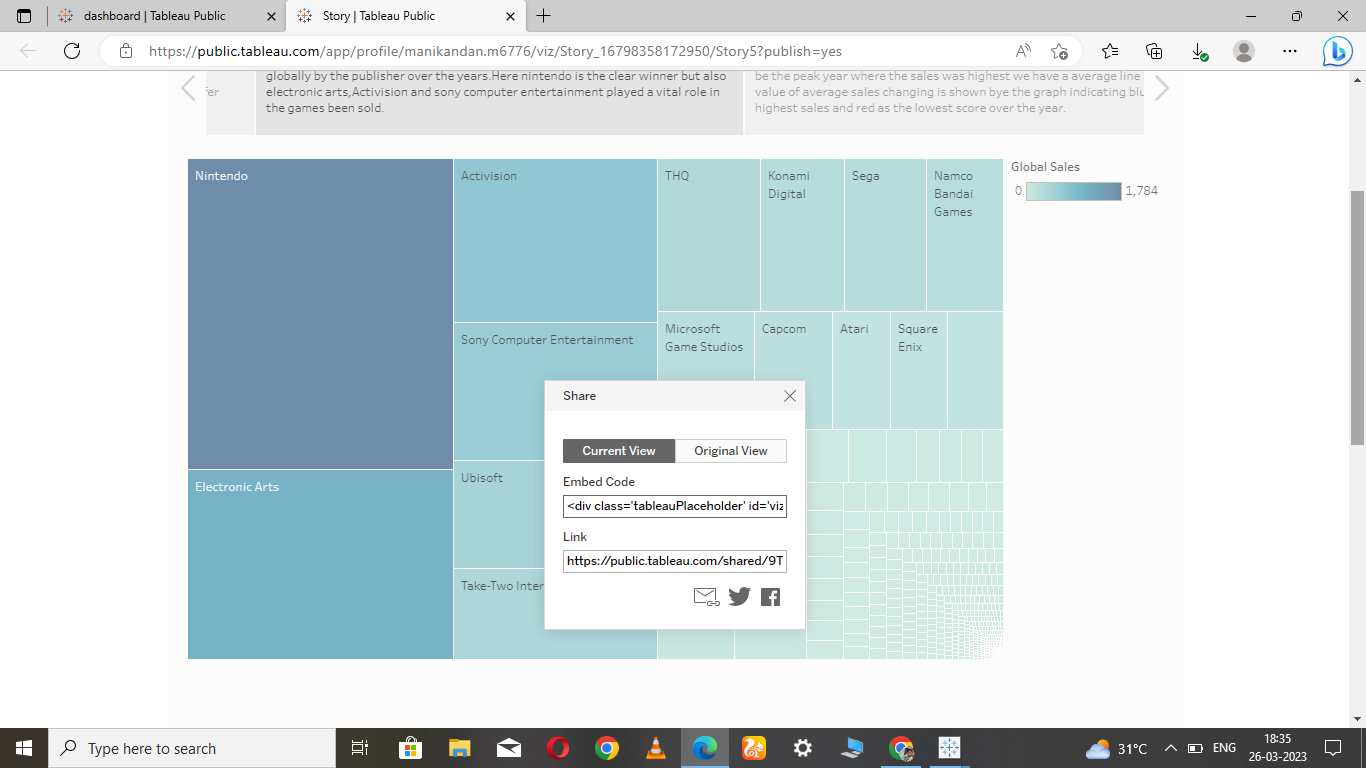 dashboard | Tableau Public
Story | Tableau Public
https://public.tableau.com/app/profile/manikandan.m6776/viz/Story_16798358172950/Story5?publish=yes
fer
globally by the publisher over the years.Here nintendo is the clear winner but also
electronic arts,Activision and sony computer entertainment played a vital role in
the games been sold.
be the peak year where the sales was highest we have a average line
value of average sales changing is shown bye the graph indicating blu
highest sales and red as the lowest score over the year.
Nintendo
Activision
THQ
Konami
Digital
Sega
Namco
Bandai
Games
Global Sales
0
1,784
Sony Computer Entertainment
Microsoft
Game Studios
Capcom
Atari
Square
Enix
Share
Current View
Original View
Embed Code
<div class='tableauPlaceholder' id='viz
Link
https://public.tableau.com/shared/9T
Ubisoft
Electronic Arts
Take-Two Inter
Type here to search
31°C
ENG
18:35
26-03-2023